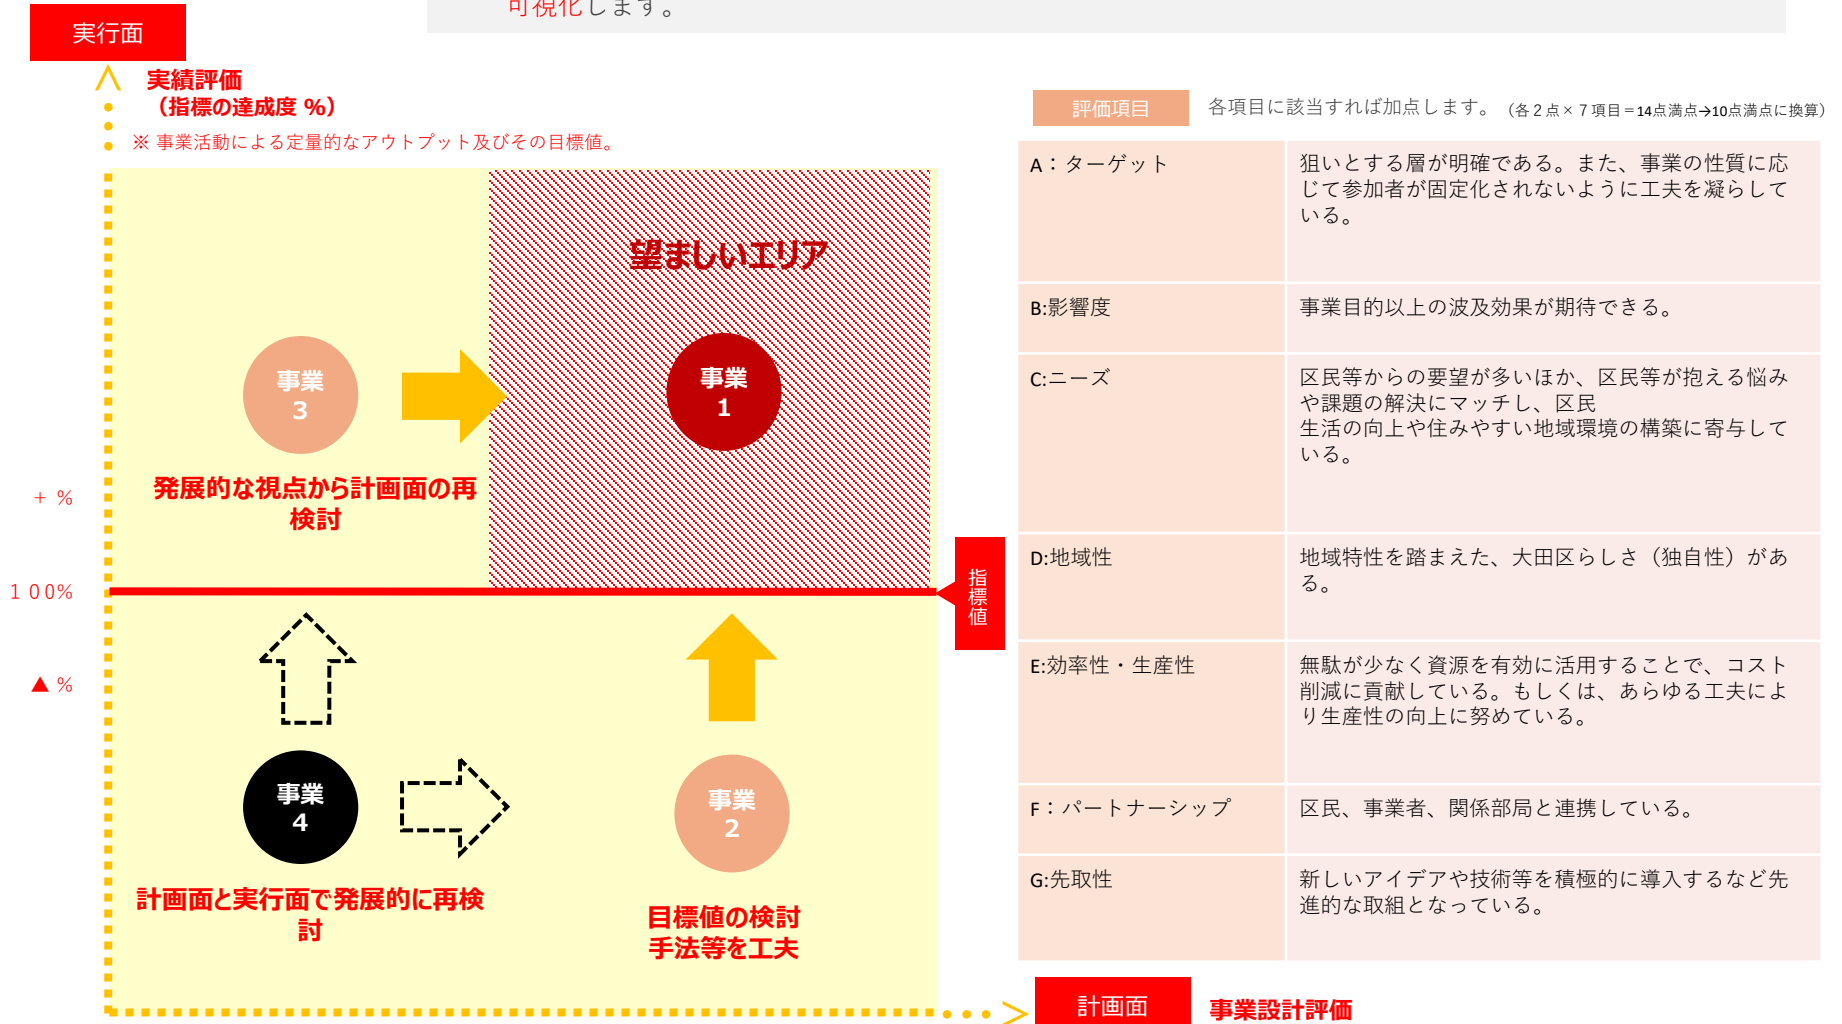 可視化します。
実行面
実績評価
（指標の達成度 %）
※ 事業活動による定量的なアウトプット及びその目標値。
望ましいエリア
事業
3
事業
1
発展的な視点から計画面の再
検討
＋ %
１００%
▲ %
指標値
事業
4
事業
2
計画面と実行面で発展的に再検
討
目標値の検討
手法等を工夫
計画面
事業設計評価
評価項目
各項目に該当すれば加点します。（各２点×７項目＝14点満点→10点満点に換算）
A：ターゲット
狙いとする層が明確である。また、事業の性質に応
じて参加者が固定化されないように工夫を凝らして
いる。
B:影響度
事業目的以上の波及効果が期待できる。
C:ニーズ
区民等からの要望が多いほか、区民等が抱える悩み
や課題の解決にマッチし、区民
生活の向上や住みやすい地域環境の構築に寄与して
いる。
D:地域性
地域特性を踏まえた、大田区らしさ（独自性）があ
る。
E:効率性・生産性
無駄が少なく資源を有効に活用することで、コスト
削減に貢献している。もしくは、あらゆる工夫によ
り生産性の向上に努めている。
F：パートナーシップ
区民、事業者、関係部局と連携している。
G:先取性
新しいアイデアや技術等を積極的に導入するなど先
進的な取組となっている。